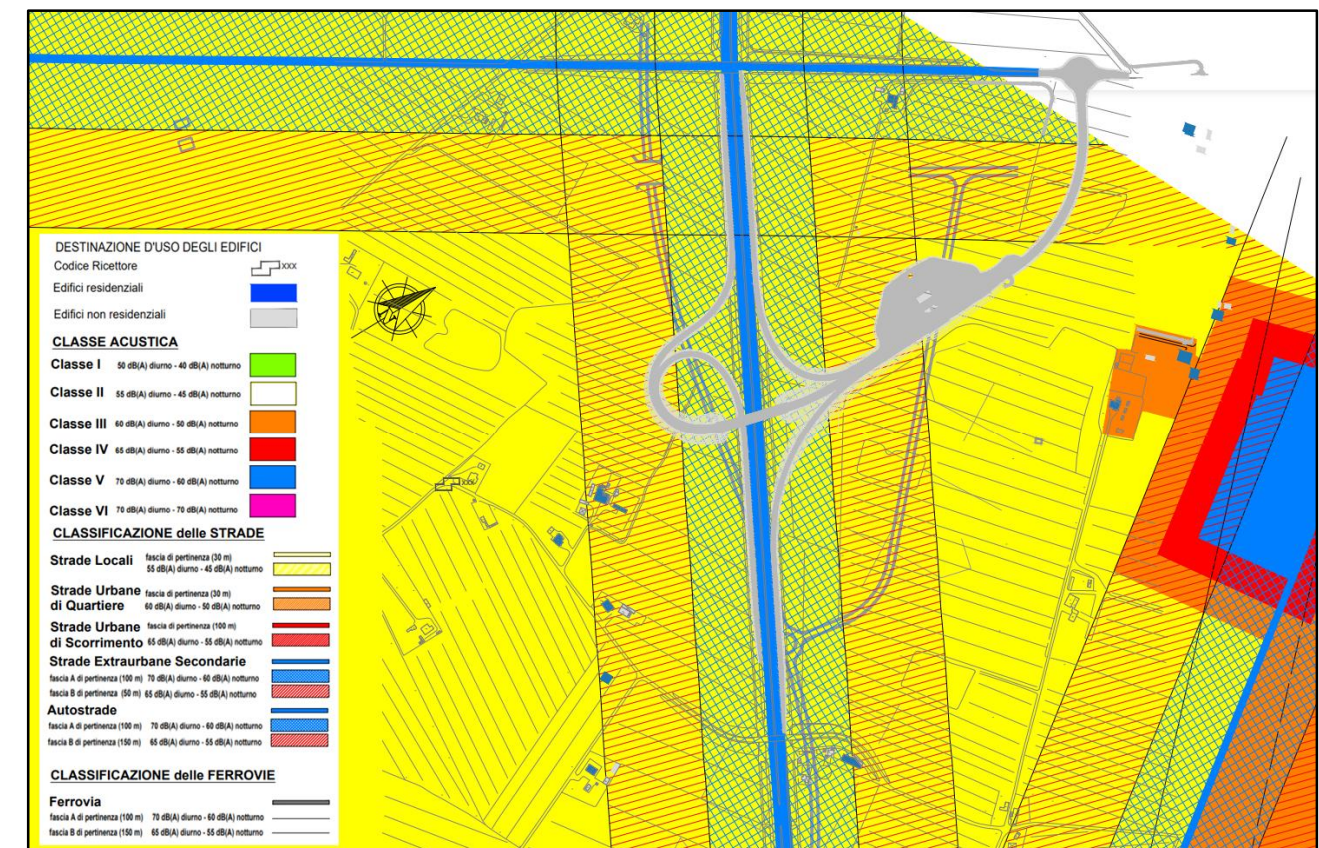 DESTINAZIONE D'USO DEGLI EDIFICI
Codice Ricettore XXX
Edifici residenziali
Edifici non residenziali
CLASSE ACUSTICA
Classe I 50 dB(A) diurno - 40 dB(A) notturno
Classe II 55 dB(A) diurno - 45 dB(A) notturno
Classe III 60 dB(A) diurno - 50 dB(A) notturno
Classe IV 65 dB(A) diurno - 55 dB(A) notturno
Classe V 70 dB(A) diurno - 60 dB(A) notturno
Classe VI 70 dB(A) diurno - 70 dB(A) notturno
CLASSIFICAZIONE delle STRADE
Strade Locali fascia di pertinenza (30 m)
55 dB(A) diurno - 45 dB(A) notturno
Strade Urbane fascia di pertinenza (30 m)
di Quartiere 60 dB(A) diurno - 50 dB(A) notturno
Strade Urbane fascia di pertinenza (100 m)
di Scorrimento 65 dB(A) diurno - 55 dB(A) notturno
Strade Extraurbane Secondarie
fascia A di pertinenza (100 m) 70 dB(A) diurno - 60 dB(A) notturno
fascia B di pertinenza (50 m) 65 dB(A) diurno - 55 dB(A) notturno
Autostrade
fascia A di pertinenza (100 m) 70 dB(A) diurno - 60 dB(A) notturno
fascia B di pertinenza (150 m) 65 dB(A) diurno - 55 dB(A) notturno
CLASSIFICAZIONE delle FERROVIE
Ferrovia
fascia A di pertinenza (100 m) 70 dB(A) diurno - 60 dB(A) notturno
fascia B di pertinenza (150 m) 65 dB(A) diurno - 55 dB(A) notturno
XXX